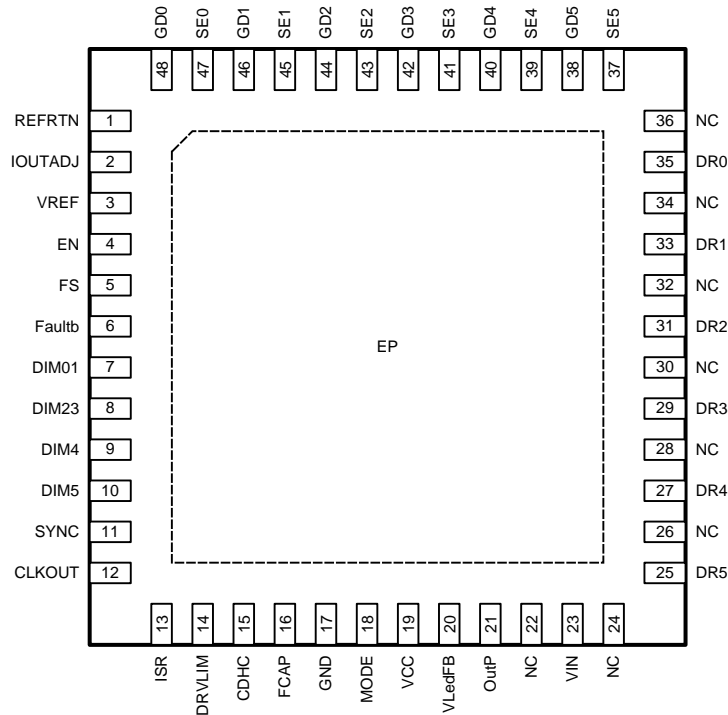 GD0 SE0 GD1 SE1 GD2 SE2 GD3 SE3 GD4 SE4 GD5 SE5
48 47 46 45 44 43 42 41 40 39 38 37
REFRTN 1 36 NC
IOUTADJ 2 35 DR0
VREF 3 34 NC
EN 4 33 DR1
FS 5 32 NC
Faultb 6 31 DR2
EP
DIM01 7 30 NC
DIM23 8 29 DR3
DIM4 9 28 NC
DIM5 10 27 DR4
SYNC 11 26 NC
CLKOUT 12 25 DR5
13 14 15 16 17 18 19 20 21 22 23 24
ISR DRVLIM CDHC FCAP GND MODE VCC VLedFB OutP NC VIN NC